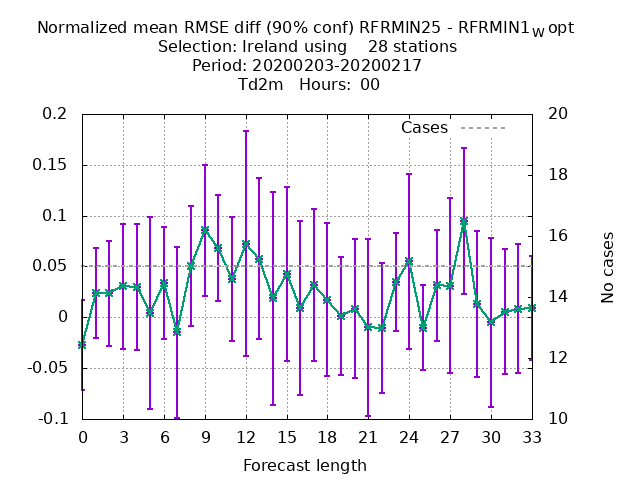 Normalized mean RMSE diff (90% conf) RFRMIN25 - RFRMIN1wopt
Selection: Ireland using 28 stations
Period: 20200203-20200217
Td2m Hours: 00
Cases
0.2
0.15
0.1
0.05
0
-0.05
-0.1
20
18
16
14
12
10
No cases
0 3 6 9 12 15 18 21 24 27 30 33
Forecast length